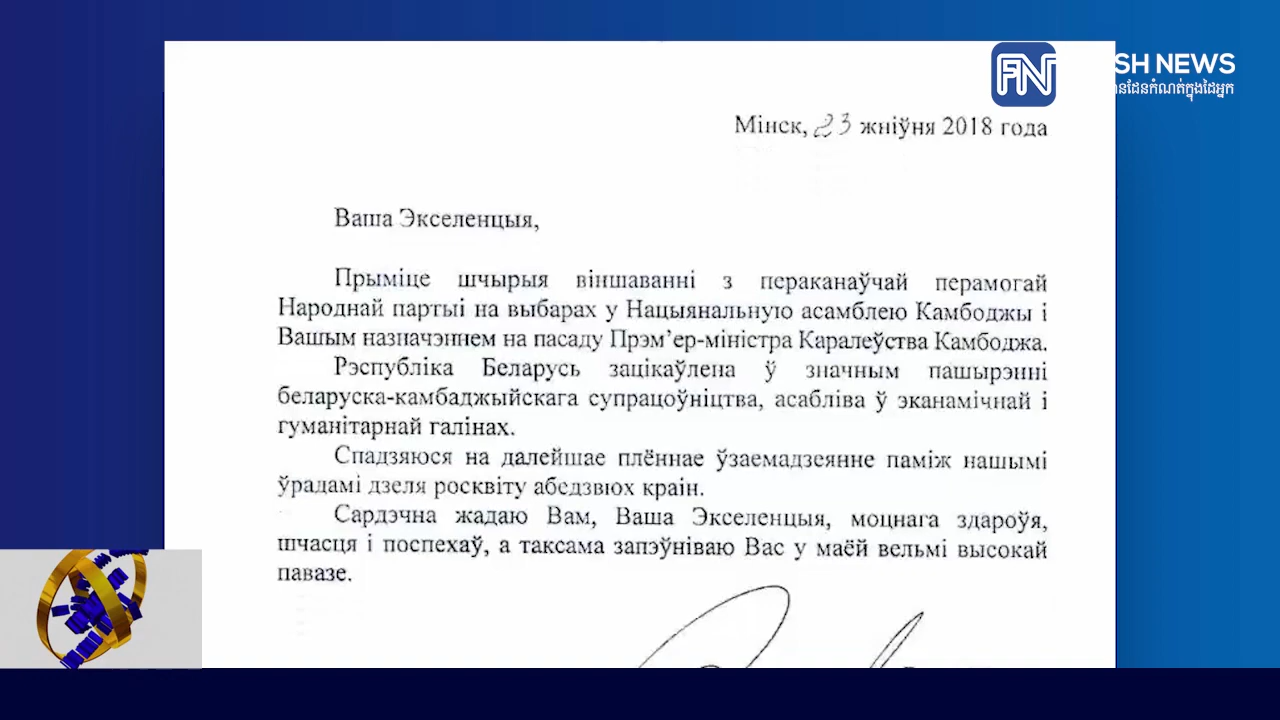 FN
SH NEWS
Мінск, 23 жніўня 2018 года
Ваша Экселенцыя,
Прыміце шчырыя віншаванні з пераканаўчай перамогай
Народнай партыі на выбарах у Нацыянальную асамблею Камбоджы і
Вашым назначэннем на пасаду Прэм’ер-міністра Каралеўства Камбоджа.
Рэспубліка Беларусь зацікаўлена ў значным пашырэнні
беларуска-камбаджыйскага супрацоўніцтва, асабліва ў эканамічнай і
гуманітарнай галінах.
Спадзяюся на далейшае плённае ўзаемадзеянне паміж нашымі
ўрадамі дзеля росквіту абедзвюх краін.
Сардэчна жадаю Вам, Ваша Экселенцыя, моцнага здароўя,
шчасця і поспехаў, а таксама запэўніваю Вас у маёй вельмі высокай
павазе.